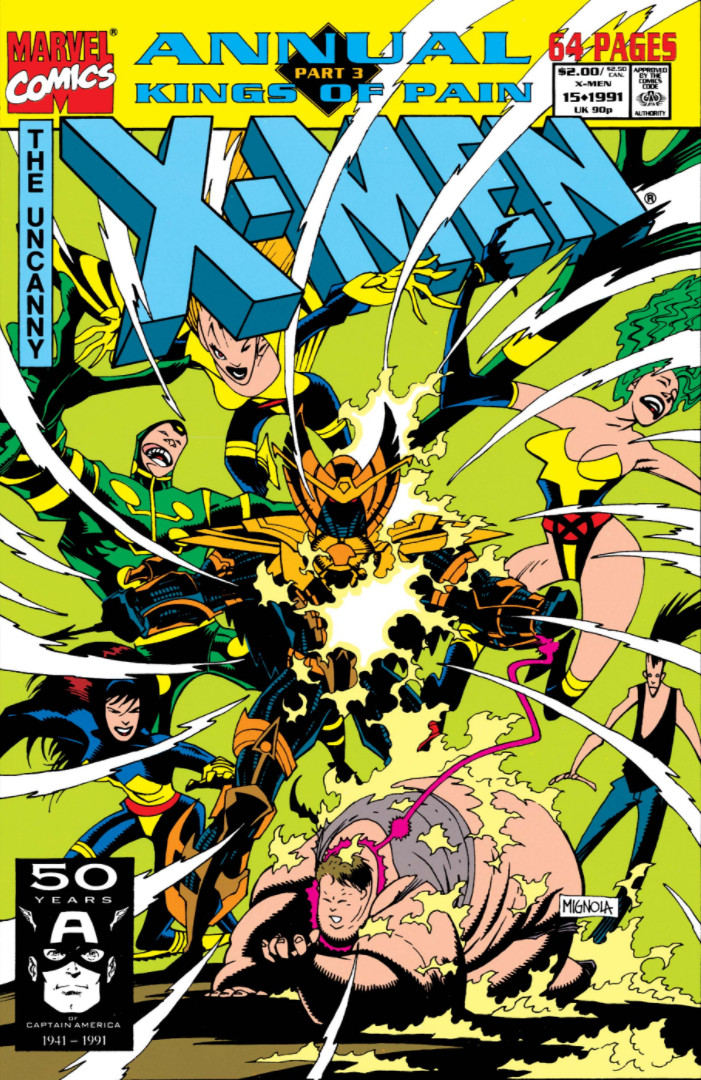 MARVEL®
COMICS
M
ANNUAL
PART 3
KINGS OF PAIN
64 PAGES
$2.00/ $2.50
CAN.
X-MEN
15♦1991
UK 90p
APPROVED
BY THE
COMICS
CODE
AUTHORITY
THE UNCANNY
X-MEN®
MIGNOLA
50
YEARS
A
OF
CAPTAIN AMERICA
1941 – 1991